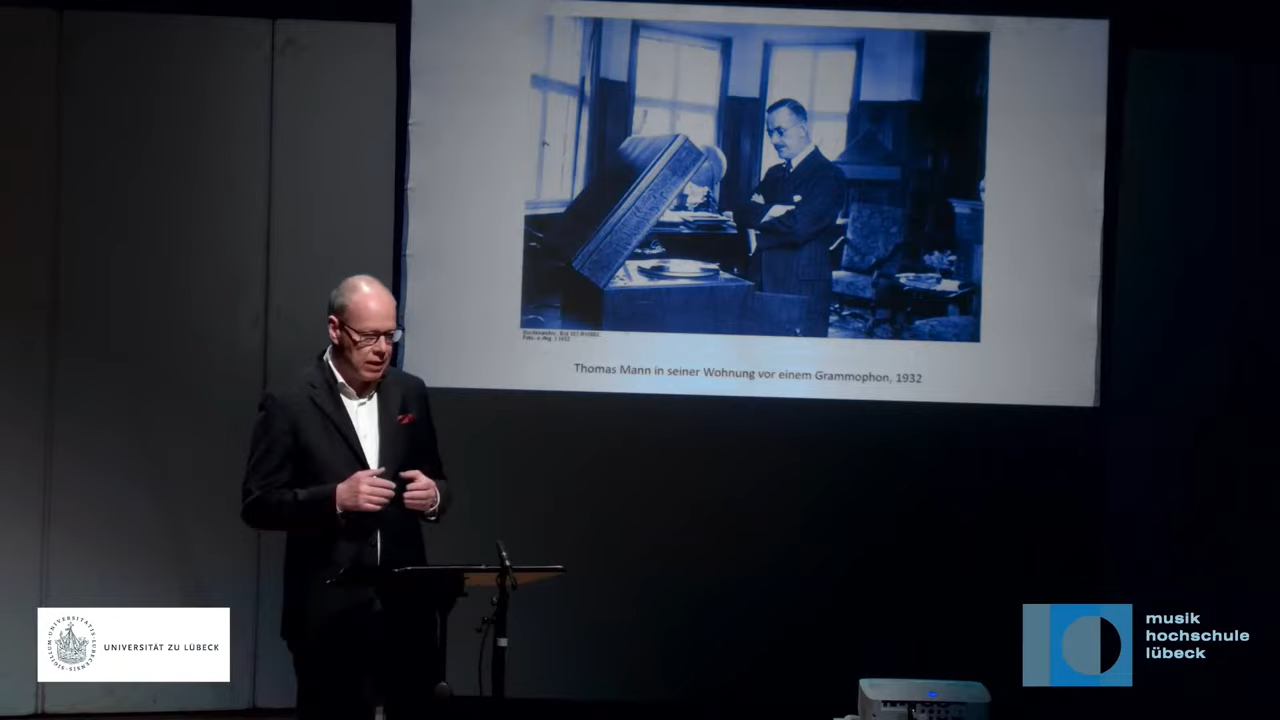 Thomas Mann in seiner Wohnung vor einem Grammophon, 1932
UNIVERSITÄT ZU LÜBECK
musik
hochschule
lübeck